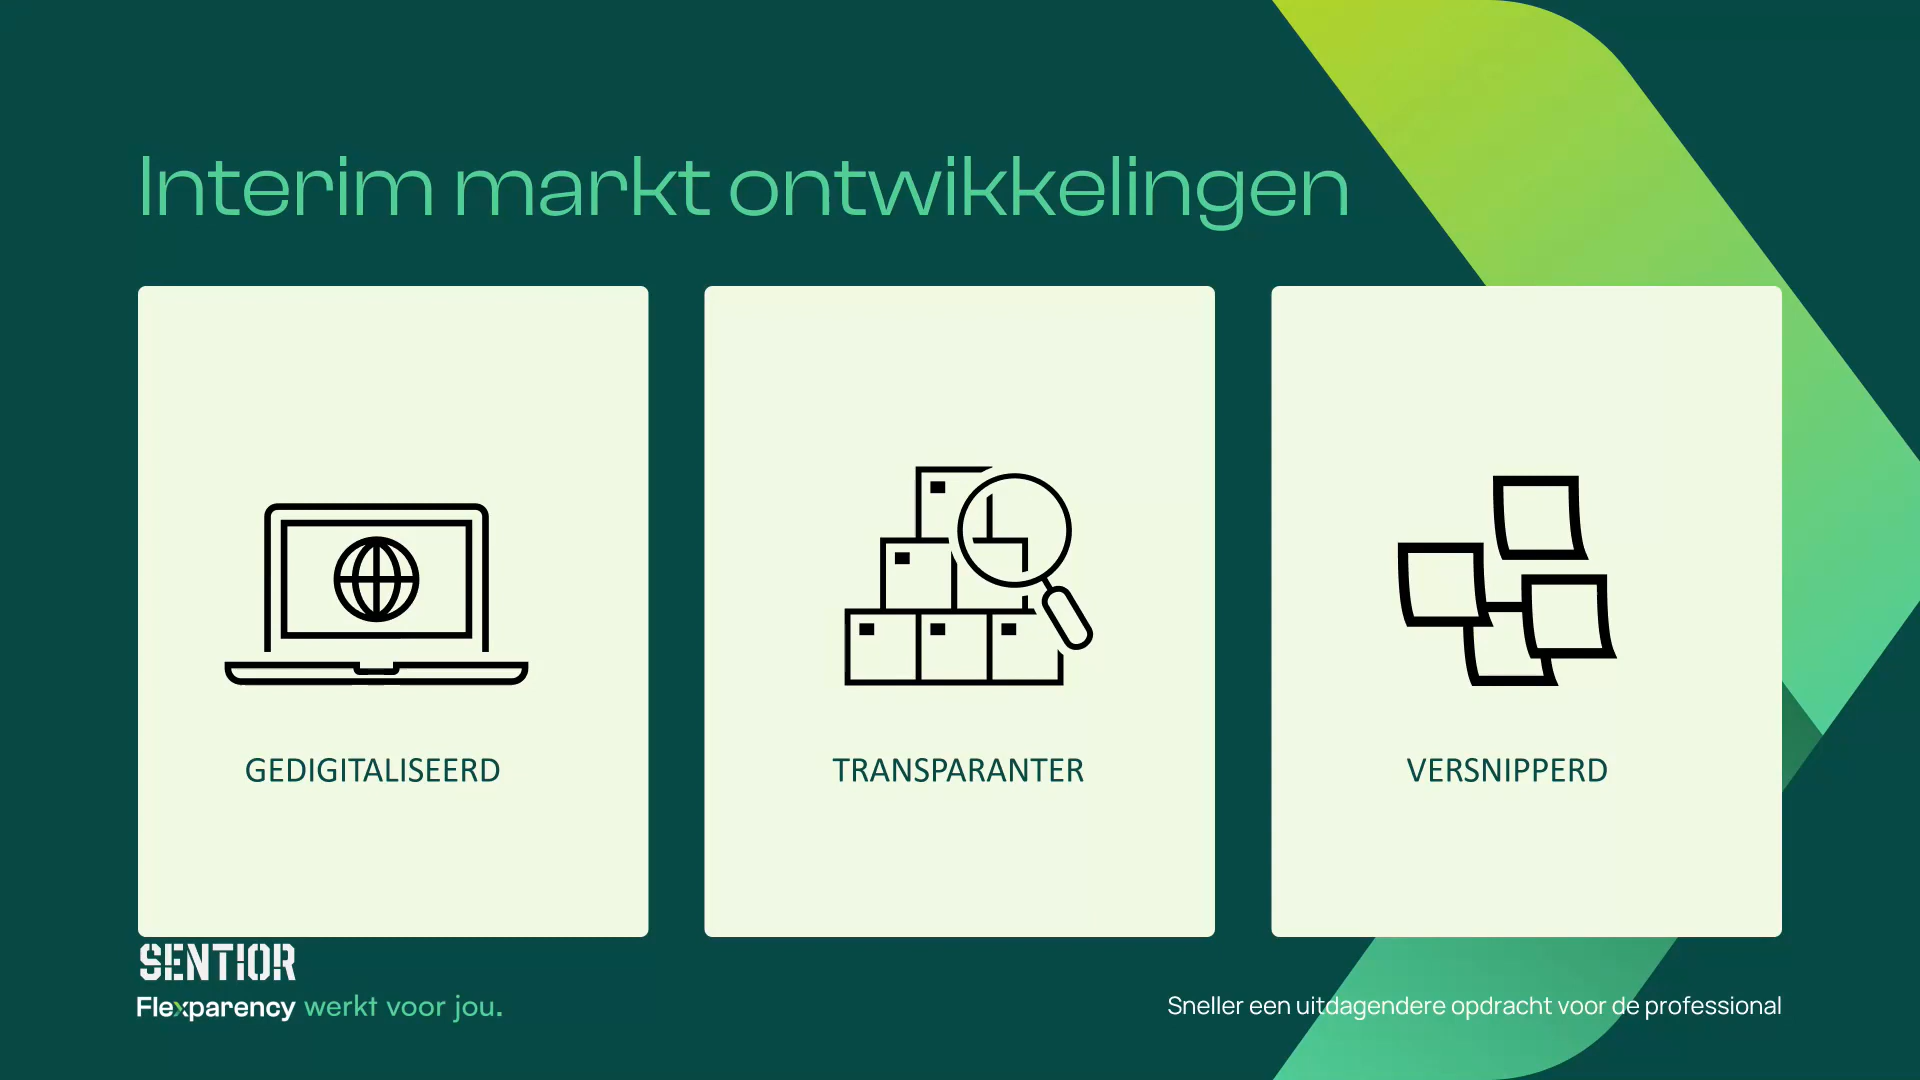 Interim markt ontwikkelingen
GEDIGITALISEERD
TRANSPARANTER
VERSNIPPERD
SENTIOR
Flexparency werkt voor jou.
Sneller een uitdagendere opdracht voor de professional